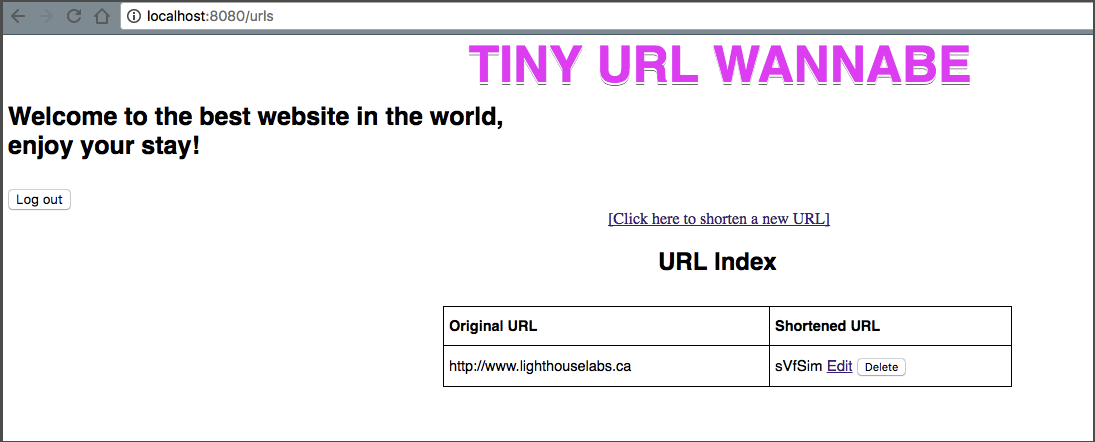 localhost:8080/urls
TINY URL WANNABE
Welcome to the best website in the world,
enjoy your stay!
Log out
[Click here to shorten a new URL]
URL Index
Original URL Shortened URL
http://www.lighthouselabs.ca sVfSim Edit Delete